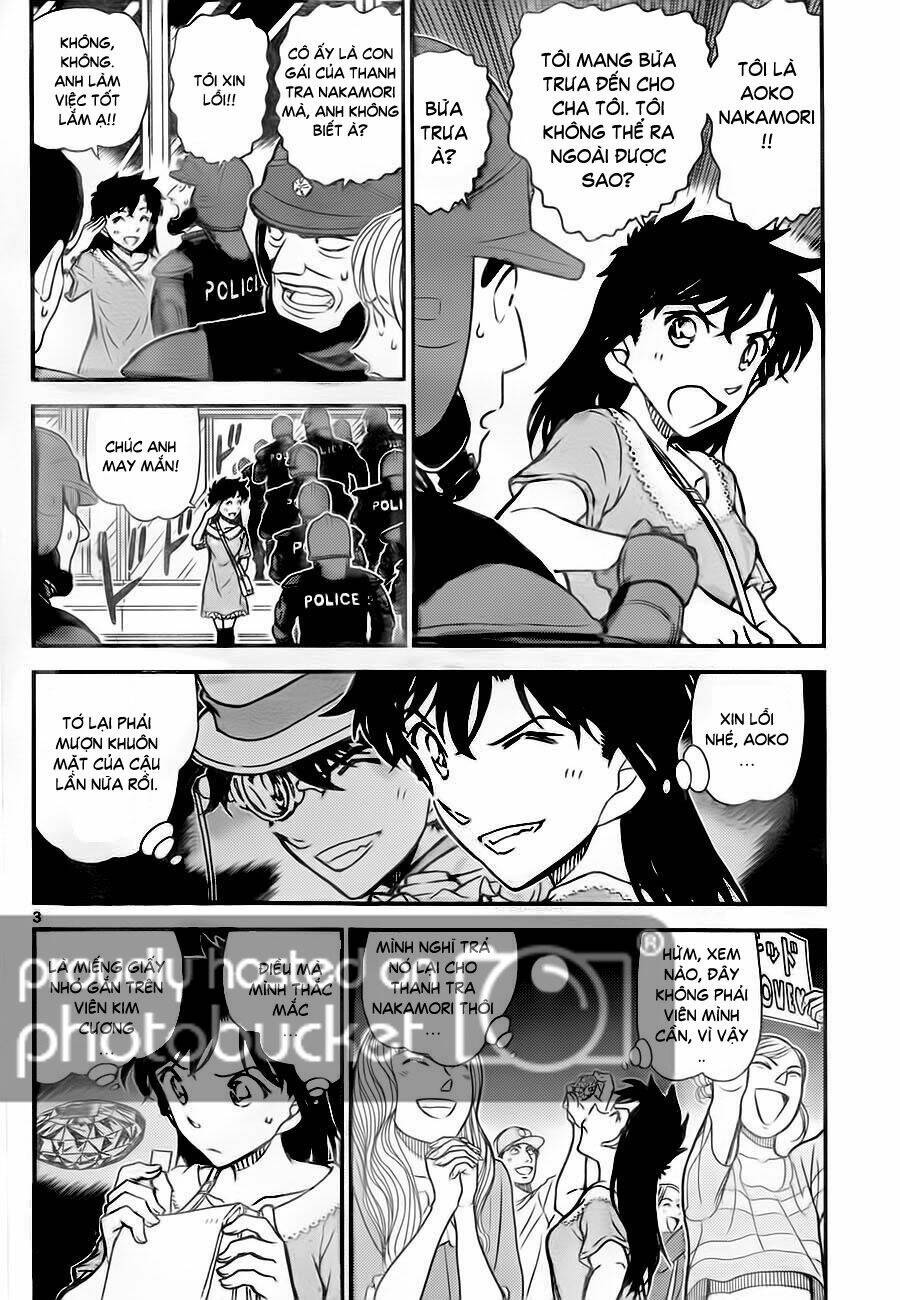 TÔI LÀ
AOKO
NAKAMORI
!!
TÔI MANG BỮA
TRƯA ĐẾN CHO
CHA TÔI. TÔI
KHÔNG THỂ RA
NGOÀI ĐƯỢC
SAO?
BỮA
TRƯA
À?
CÔ ẤY LÀ CON
GÁI CỦA THANH
TRA NAKAMORI
MÀ, ANH KHÔNG
BIẾT À?
TÔI XIN
LỖI!!
KHÔNG,
KHÔNG.
ANH LÀM
VIỆC TỐT
LẮM Ạ!!
POLICE
CHÚC ANH
MAY MẮN!
POLICE
POLICE
POLICE
XIN LỖI
NHÉ, AOKO
...
TỚ LẠI PHẢI
MƯỢN KHUÔN
MẶT CỦA CẬU
LẦN NỮA RỒI.
3
HỪM, XEM
NÀO, ĐÂY
KHÔNG PHẢI
VIÊN MÌNH
CẦN, VÌ VẬY
..
MÌNH NGHĨ TRẢ
NÓ LẠI CHO
THANH TRA
NAKAMORI THÔI
...
ĐIỀU MÀ
MÌNH THẮC
MẮC
...
LÀ MIẾNG GIẤY
NHỎ GẮN TRÊN
VIÊN KIM
CƯƠNG
...
proudly hosted on
photobucket